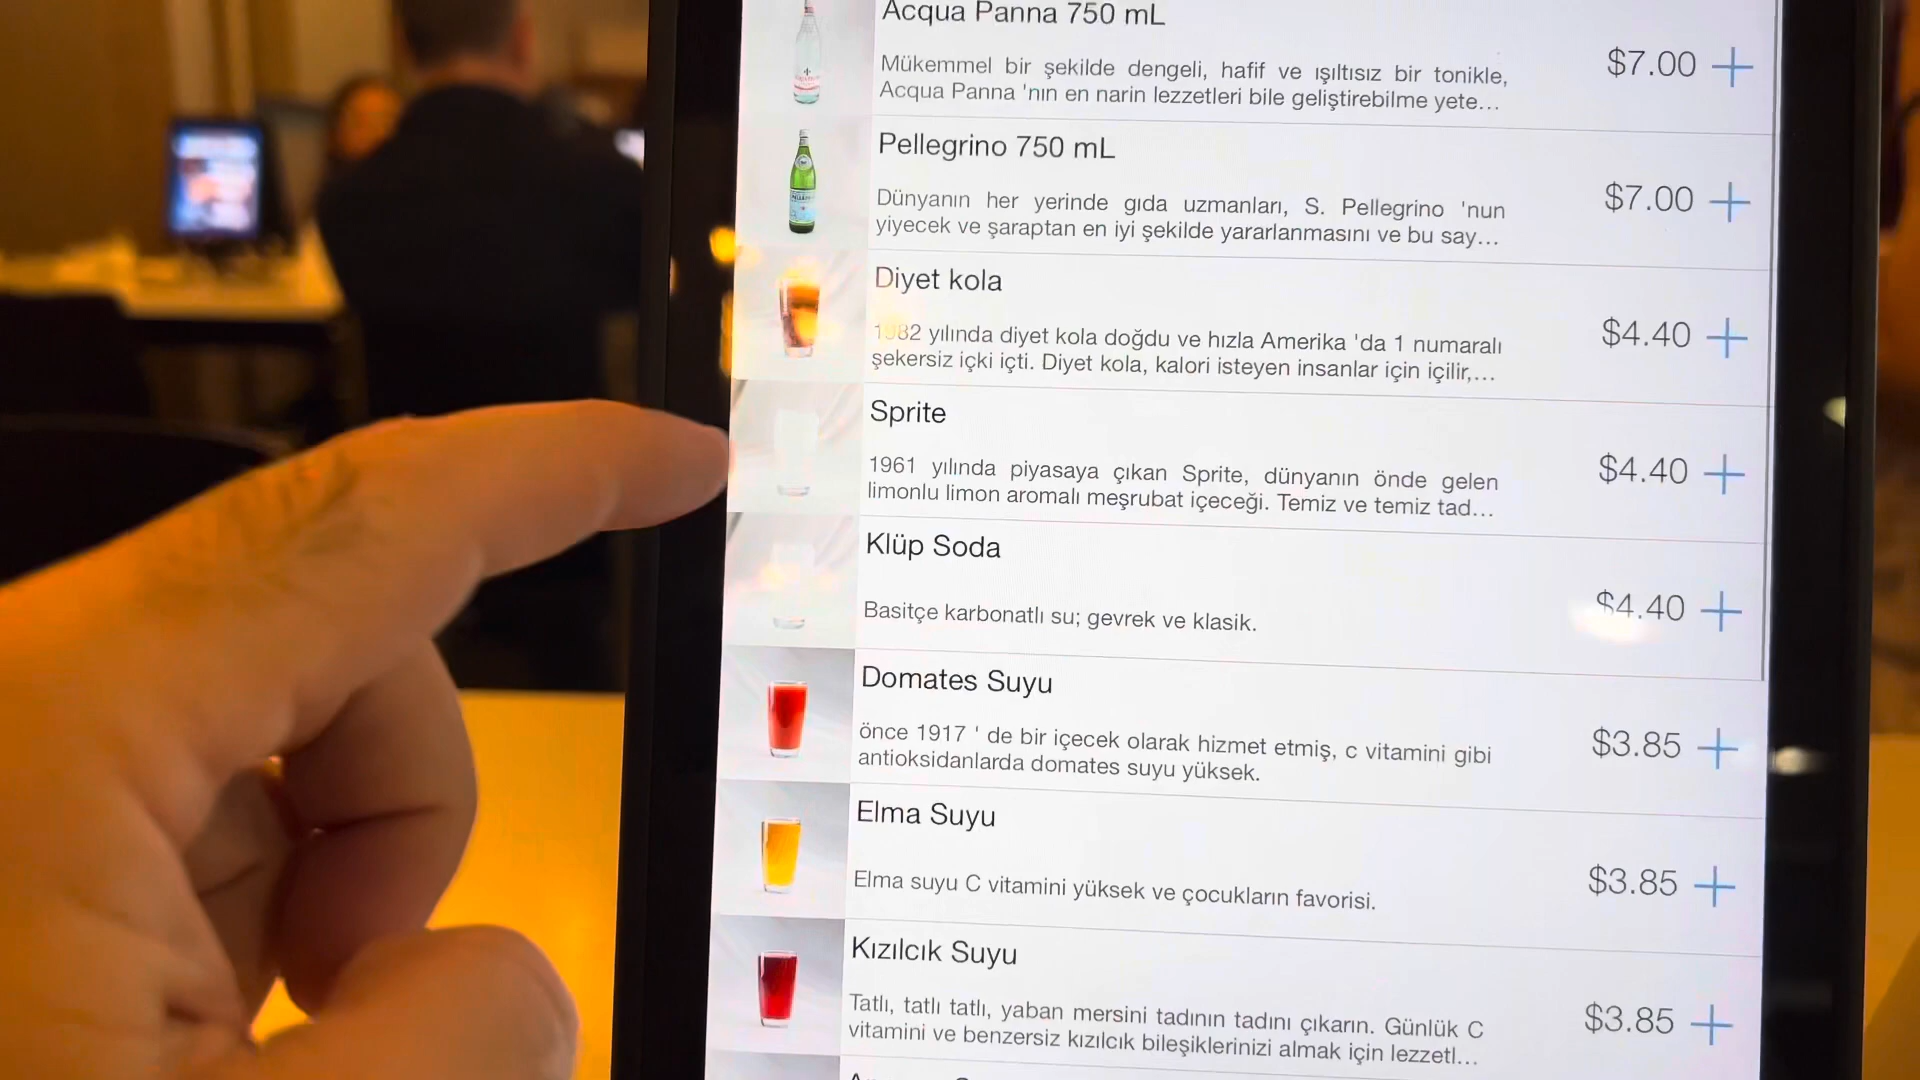 Acqua Panna 750 mL
Mükemmel bir şekilde dengeli, hafif ve ışıltısız bir tonikle,
Acqua Panna 'nın en narin lezzetleri bile geliştirebilme yete...
$7.00
Pellegrino 750 mL
Dünyanın her yerinde gıda uzmanları, S. Pellegrino 'nun
yiyecek ve şaraptan en iyi şekilde yararlanmasını ve bu say...
$7.00
Diyet kola
1982 yılında diyet kola doğdu ve hızla Amerika 'da 1 numaralı
şekersiz içki içti. Diyet kola, kalori isteyen insanlar için içilir,...
$4.40
Sprite
1961 yılında piyasaya çıkan Sprite, dünyanın önde gelen
limonlu limon aromalı meşrubat içeceği. Temiz ve temiz tad...
$4.40
Klüp Soda
Basitçe karbonatlı su; gevrek ve klasik.
$4.40
Domates Suyu
önce 1917 ' de bir içecek olarak hizmet etmiş, c vitamini gibi
antioksidanlarda domates suyu yüksek.
$3.85
Elma Suyu
Elma suyu C vitamini yüksek ve çocukların favorisi.
$3.85
Kızılcık Suyu
Tatlı, tatlı tatlı, yaban mersini tadının tadını çıkarın. Günlük C
vitamini ve benzersiz kızılcık bileşiklerinizi almak için lezzetl...
$3.85